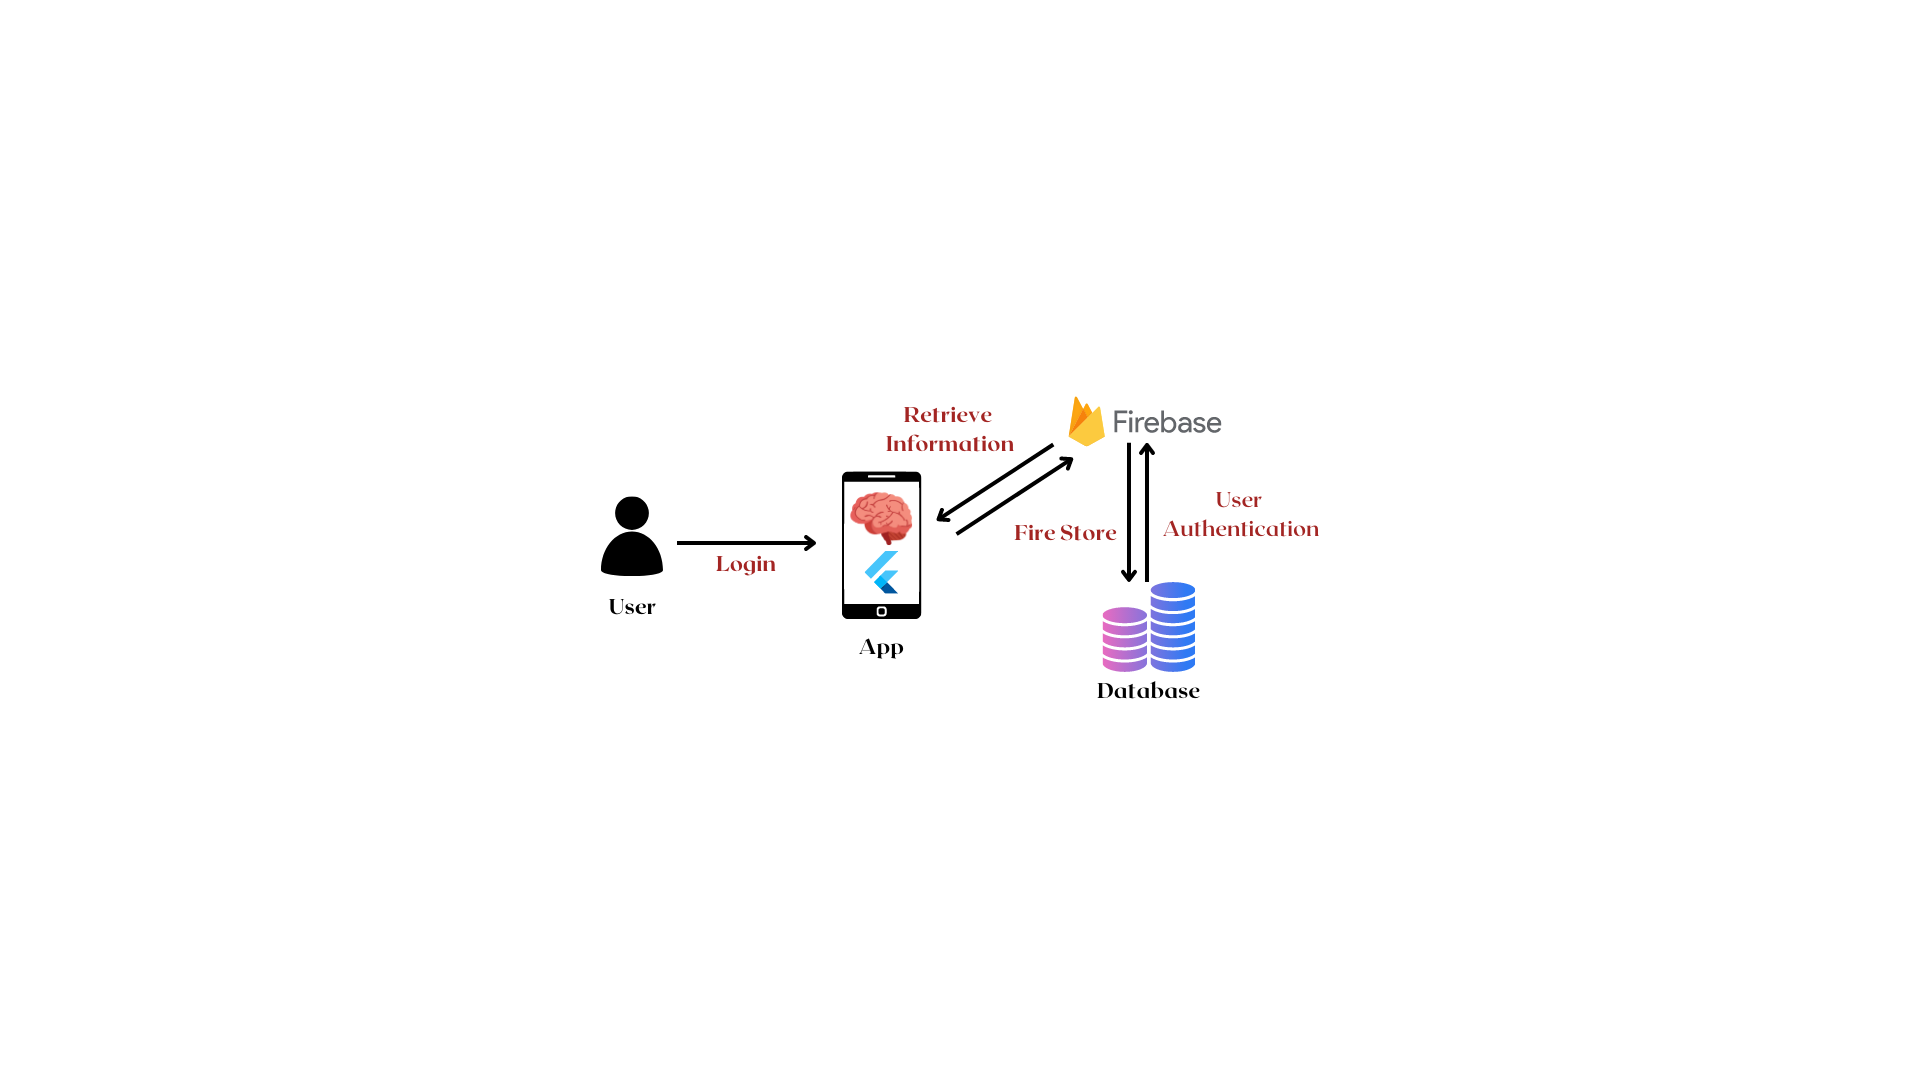 Retrieve
Information
Firebase
User
Authentication
Fire Store
Login
User
App
Database